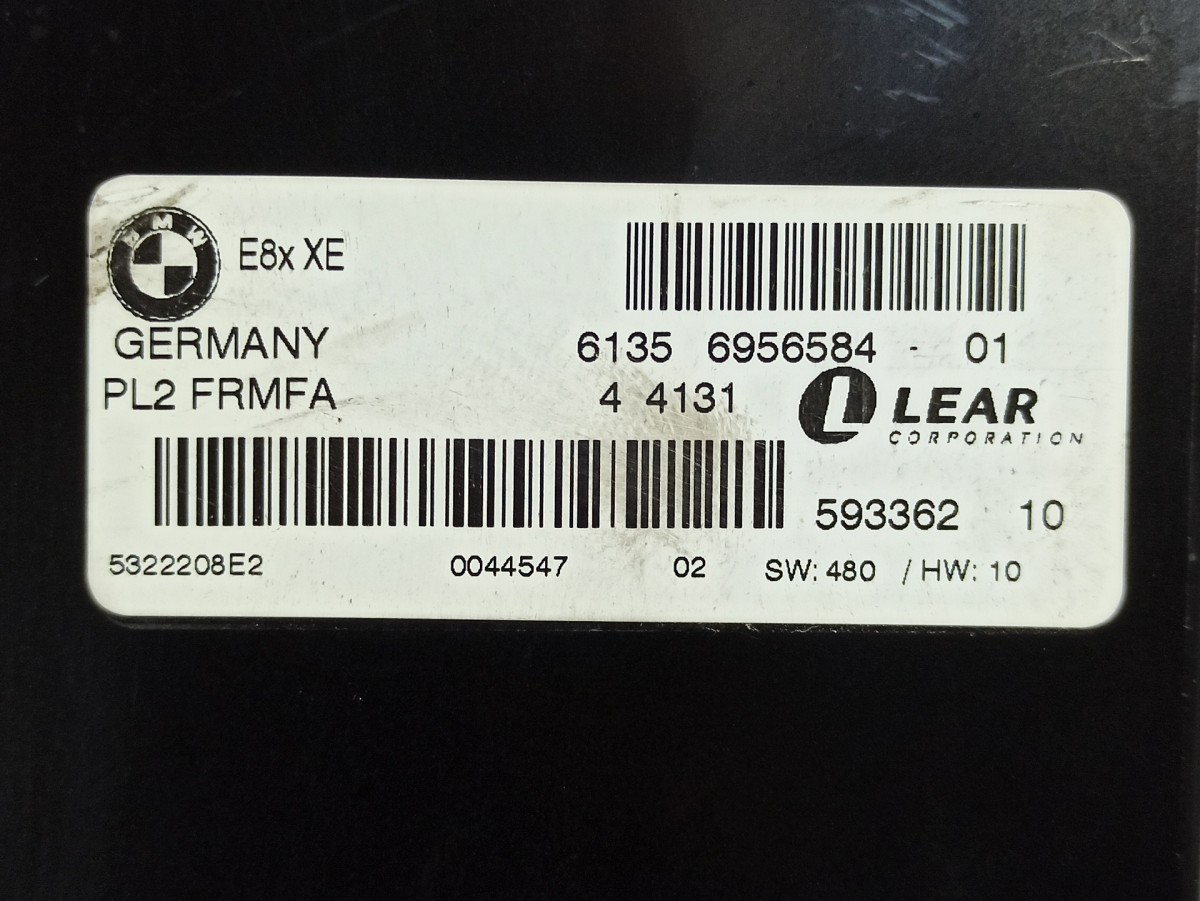 BMW
E8x XE
GERMANY
6135 6956584 - 01
PL2 FRMFA
4 4131
LEAR
CORPORATION
593362 10
5322208E2 0044547 02 SW: 480 / HW: 10